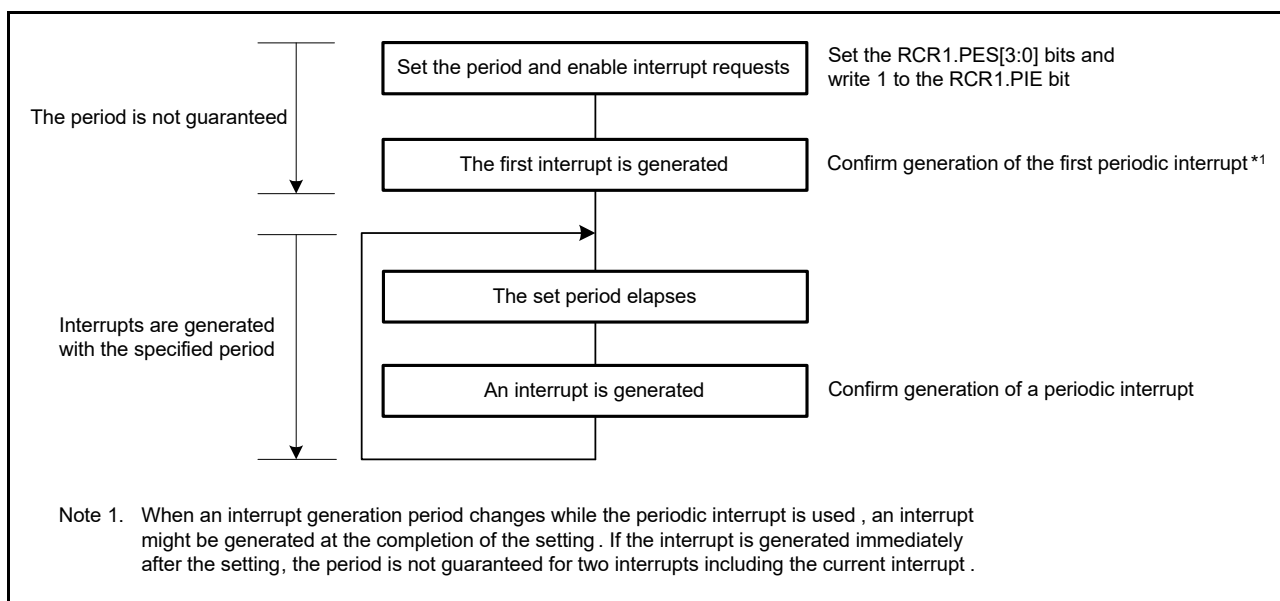 Set the period and enable interrupt requests
Set the RCR1.PES[3:0] bits and
write 1 to the RCR1.PIE bit
The period is not guaranteed
The first interrupt is generated
Confirm generation of the first periodic interrupt *1
The set period elapses
Interrupts are generated
with the specified period
An interrupt is generated
Confirm generation of a periodic interrupt
Note 1. When an interrupt generation period changes while the periodic interrupt is used , an interrupt
might be generated at the completion of the setting . If the interrupt is generated immediately
after the setting, the period is not guaranteed for two interrupts including the current interrupt .